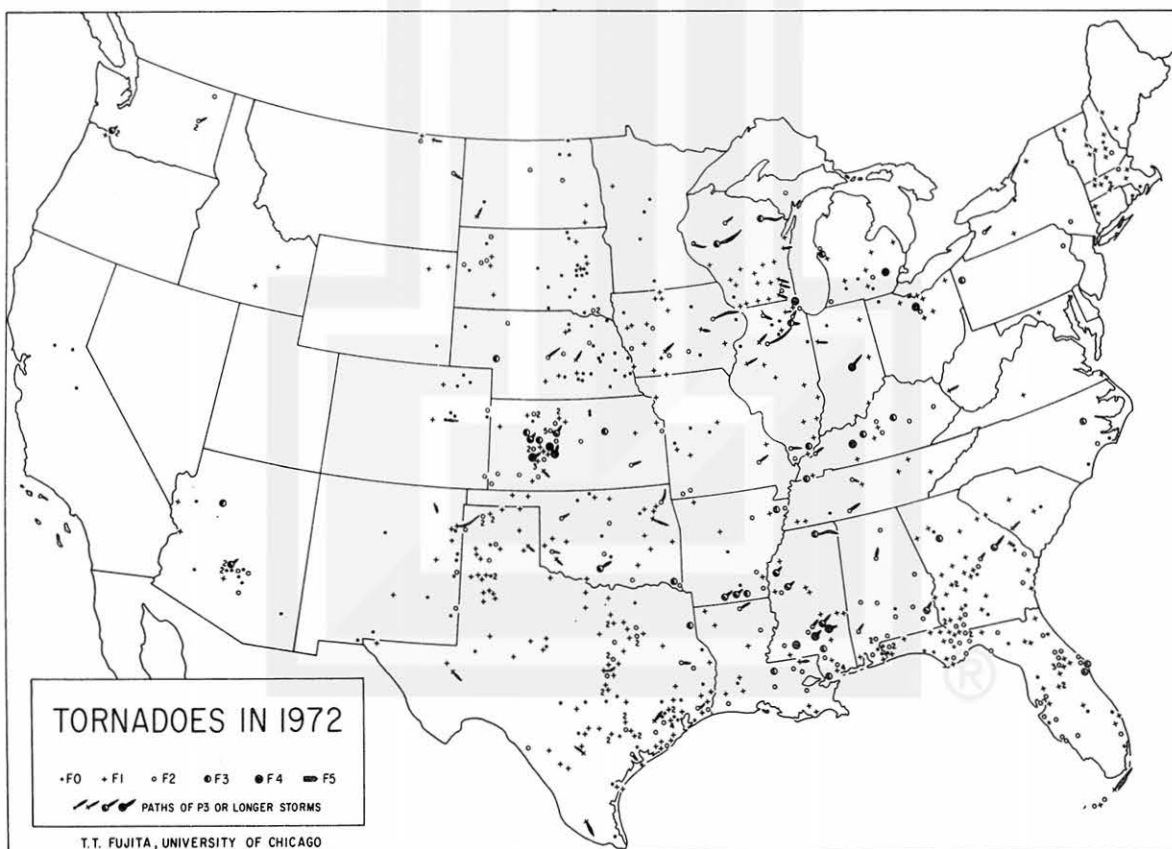 TORNADOES IN 1972
•F0 +F1 ○F2 F3 F4 F5
PATHS OF P3 OR LONGER STORMS
T.T. FUJITA, UNIVERSITY OF CHICAGO
®